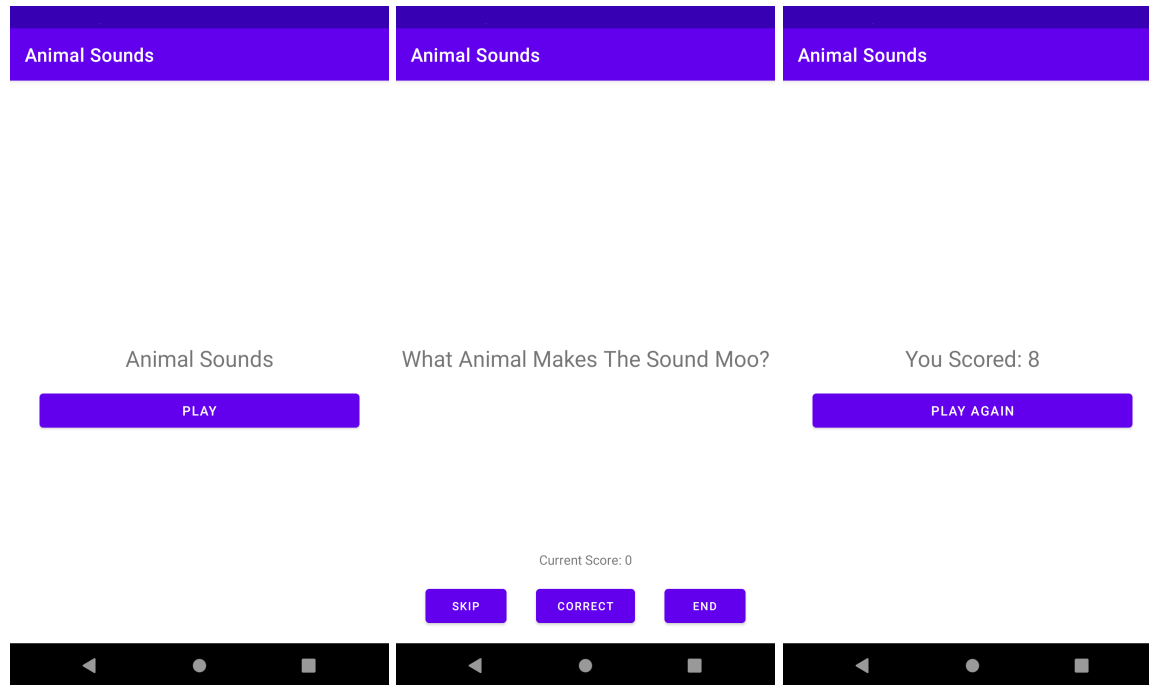 Animal Sounds
Animal Sounds
PLAY
Animal Sounds
What Animal Makes The Sound Moo?
Current Score: 0
SKIP
CORRECT
END
Animal Sounds
You Scored: 8
PLAY AGAIN